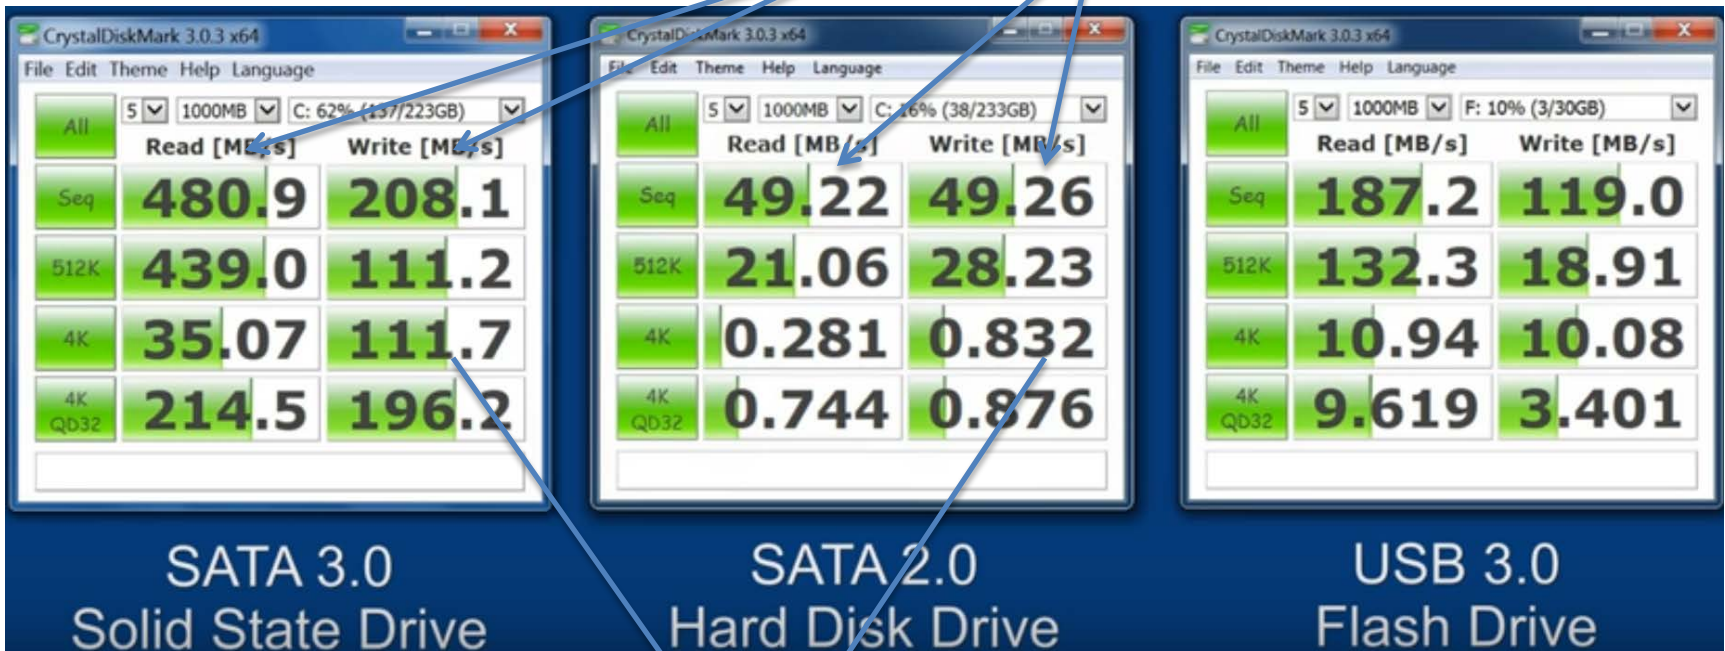 CrystalDiskMark 3.0.3 x64
File Edit Theme Help Language
All 5 1000MB C: 62% (137/223GB)
Read [MB/s] Write [MB/s]
Seq 480.9 208.1
512K 439.0 111.2
4K 35.07 111.7
4K QD32 214.5 196.2
SATA 3.0
Solid State Drive
CrystalDiskMark 3.0.3 x64
File Edit Theme Help Language
All 5 1000MB C: 16% (38/233GB)
Read [MB/s] Write [MB/s]
Seq 49.22 49.26
512K 21.06 28.23
4K 0.281 0.832
4K QD32 0.744 0.876
SATA 2.0
Hard Disk Drive
CrystalDiskMark 3.0.3 x64
File Edit Theme Help Language
All 5 1000MB F: 10% (3/30GB)
Read [MB/s] Write [MB/s]
Seq 187.2 119.0
512K 132.3 18.91
4K 10.94 10.08
4K QD32 9.619 3.401
USB 3.0
Flash Drive